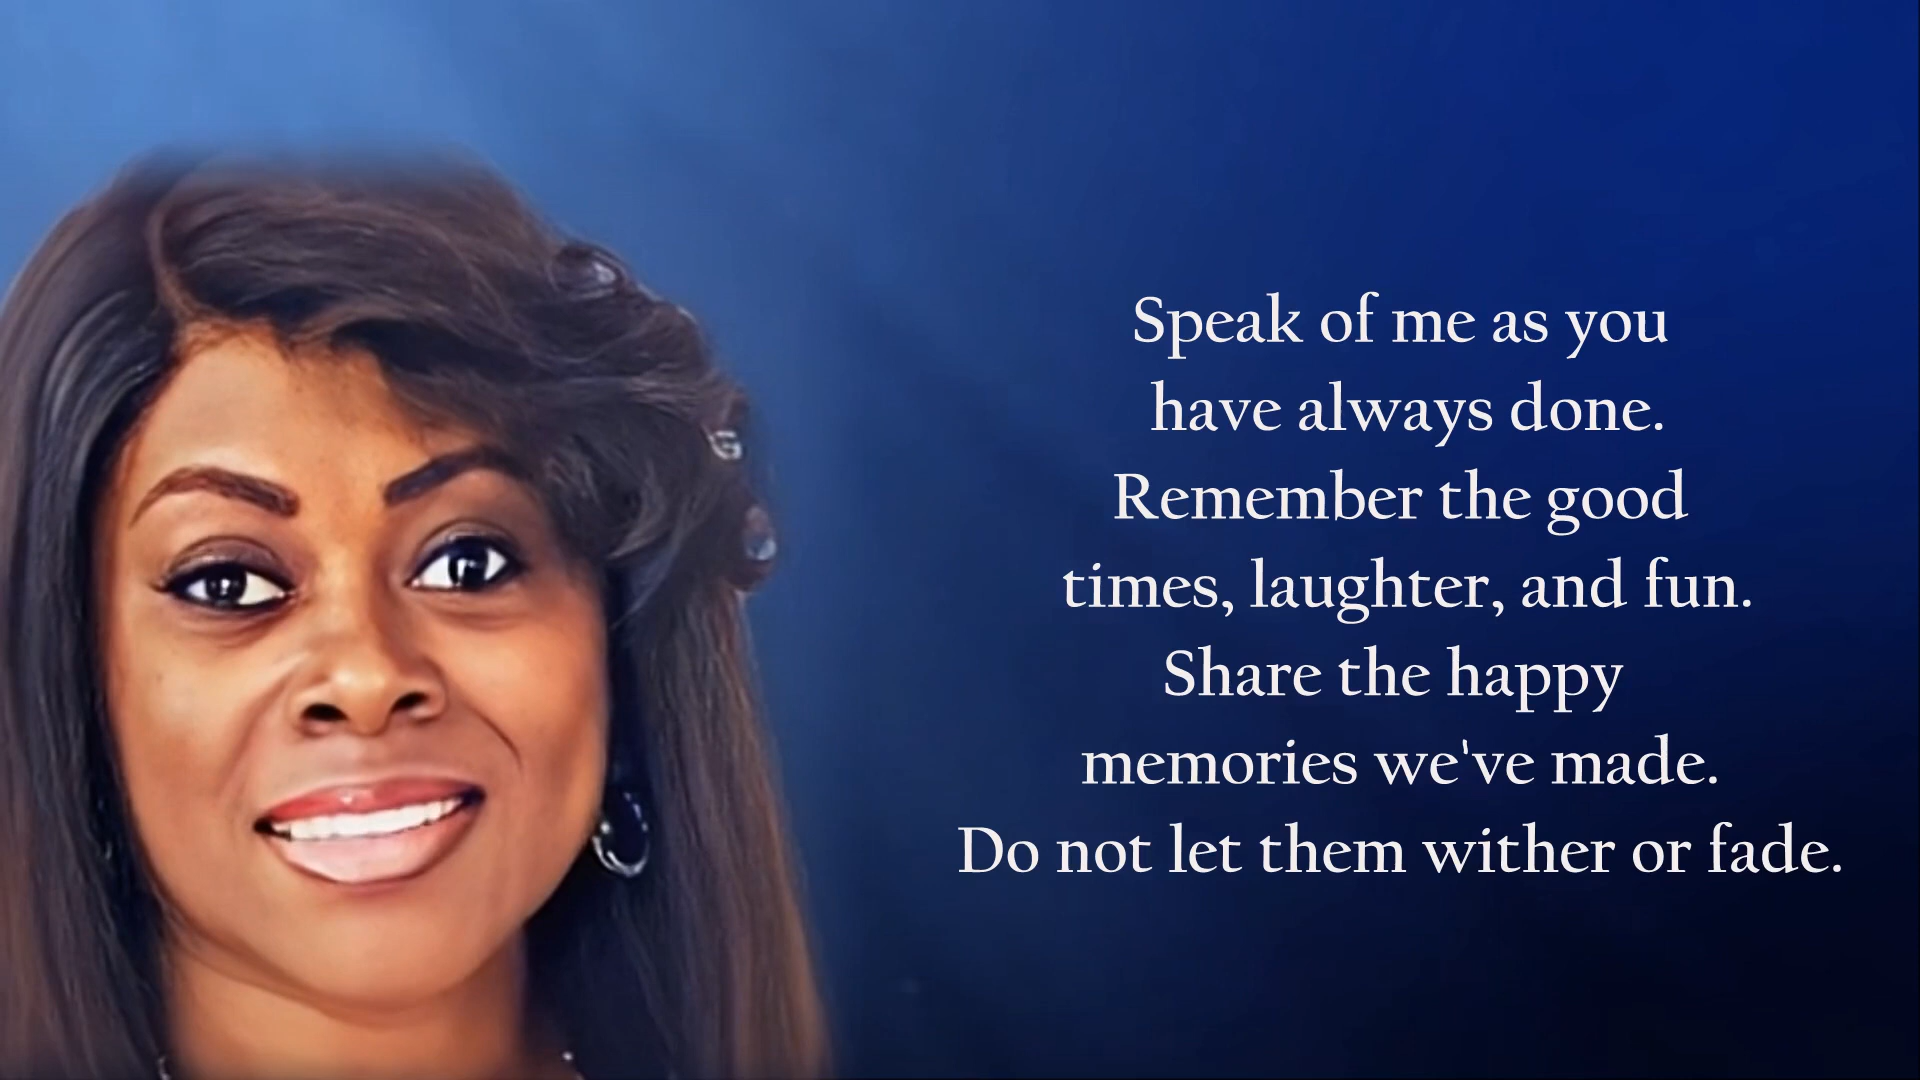 Speak of me as you
have always done.
Remember the good
times, laughter, and fun.
Share the happy
memories we've made.
Do not let them wither or fade.